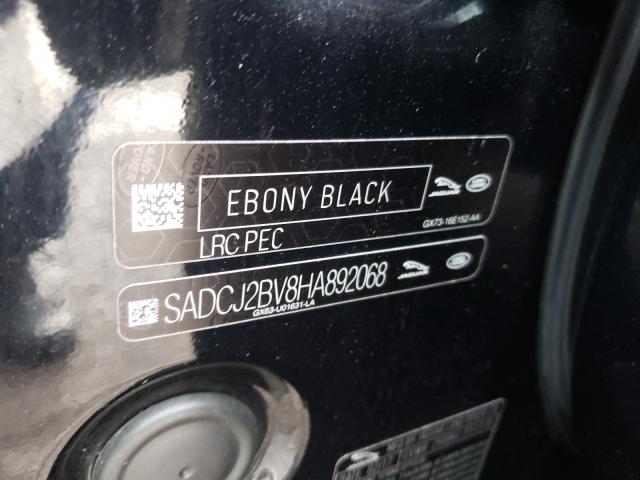 EBONY BLACK
GX73-16E152-AA
LRC PEC
SADCJ2BV8HA892068
GX63-U01631-LA